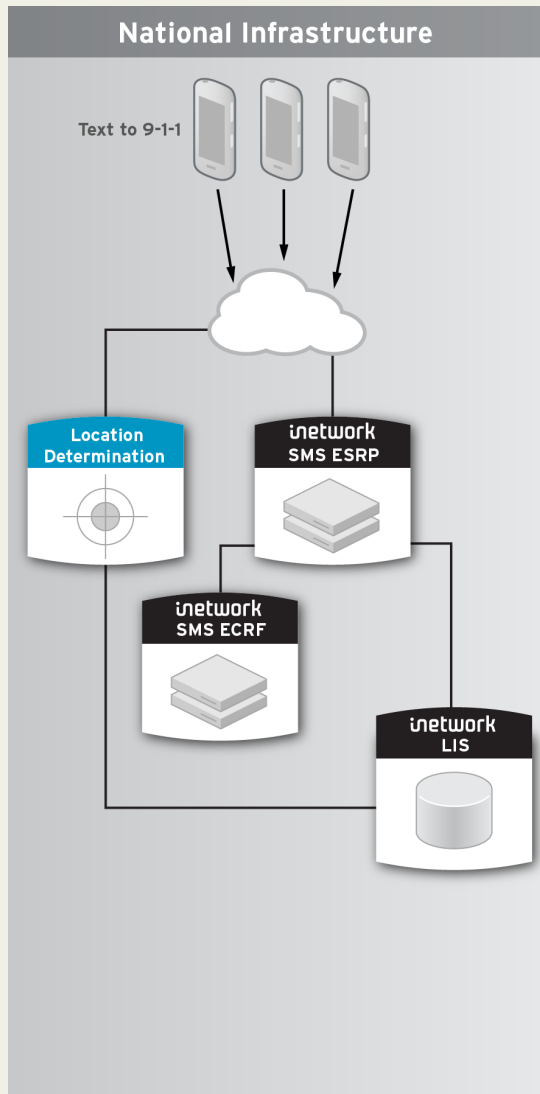 National Infrastructure
Text to 9-1-1
Location
Determination
inetwork
SMS ESRP
inetwork
SMS ECRF
inetwork
LIS